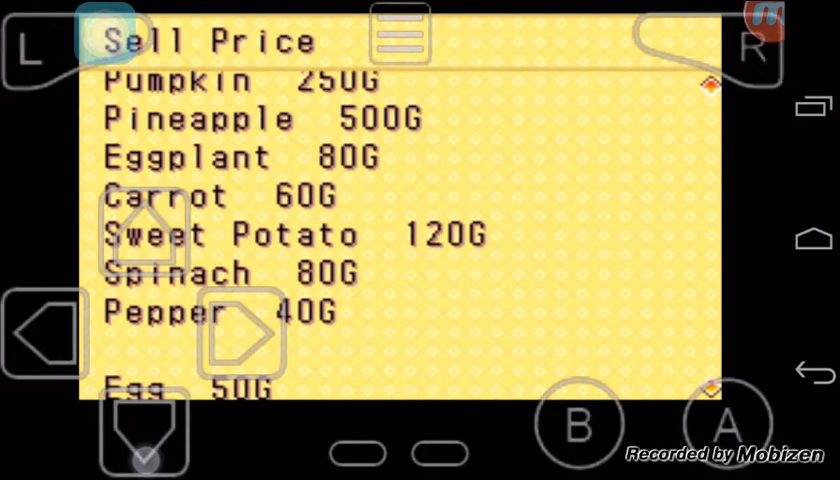 L
Sell Price
R
Pumpkin 250G
Pineapple 500G
Eggplant 80G
Carrot 60G
Sweet Potato 120G
Spinach 80G
Pepper 40G
Egg 50G
B
A
Recorded by Mobizen